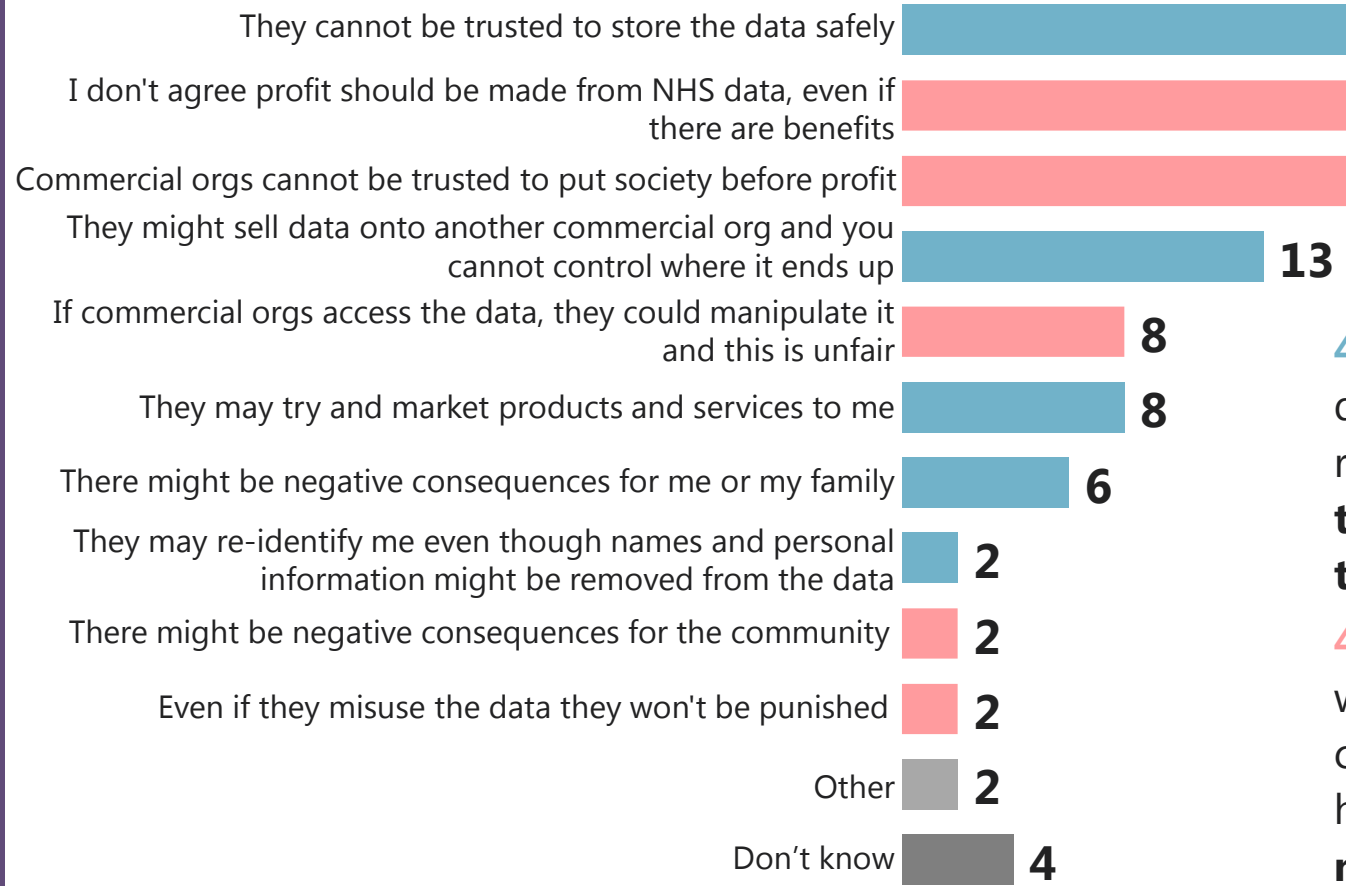 They cannot be trusted to store the data safely
I don't agree profit should be made from NHS data, even if
there are benefits
Commercial orgs cannot be trusted to put society before profit
They might sell data onto another commercial org and you
cannot control where it ends up
13
If commercial orgs access the data, they could manipulate it
and this is unfair
8
They may try and market products and services to me
8
There might be negative consequences for me or my family
6
They may re-identify me even though names and personal
information might be removed from the data
2
There might be negative consequences for the community
2
Even if they misuse the data they won't be punished
2
Other
2
Don’t know
4